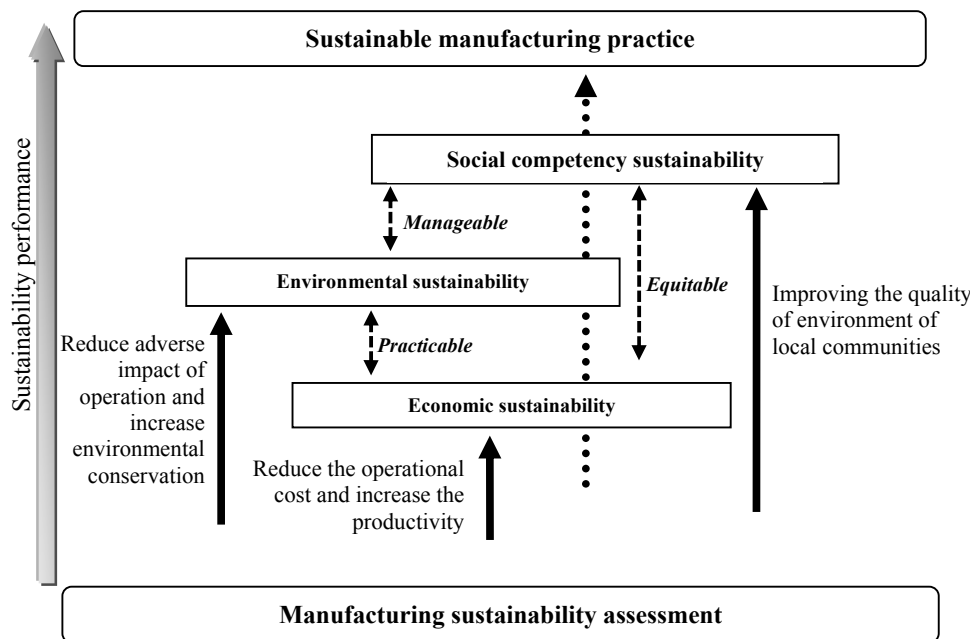 Sustainable manufacturing practice
Sustainability performance
Social competency sustainability
Manageable
Environmental sustainability
Equitable
Improving the quality
of environment of
local communities
Reduce adverse
impact of
operation and
increase
environmental
conservation
Practicable
Economic sustainability
Reduce the operational
cost and increase the
productivity
Manufacturing sustainability assessment